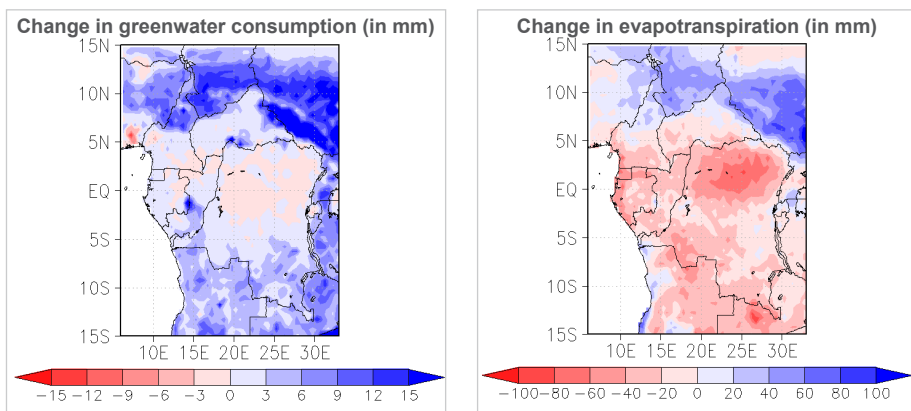 Change in greenwater consumption (in mm)
15N
10N
5N
EQ
5S
10S
15S
10E 15E 20E 25E 30E
−15 −12 −9 −6 −3 0 3 6 9 12 15
Change in evapotranspiration (in mm)
15N
10N
5N
EQ
5S
10S
15S
10E 15E 20E 25E 30E
−100 −80 −60 −40 −20 0 20 40 60 80 100